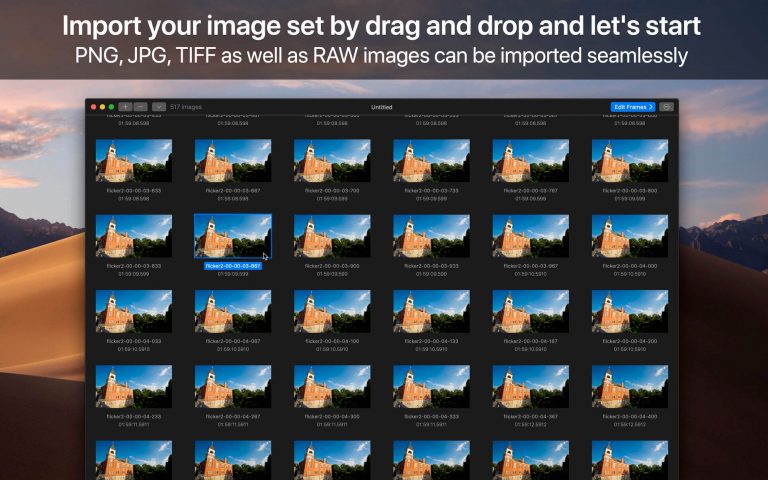 Import your image set by drag and drop and let's start
PNG, JPG, TIFF as well as RAW images can be imported seamlessly
517 images
Untitled
Edit Frames
01:59:08.598 01:59:08.598 01:59:08.598 01:59:08.598 01:59:08.598 01:59:08.598
flicker2-00-00-03-633 flicker2-00-00-03-667 flicker2-00-00-03-700 flicker2-00-00-03-733 flicker2-00-00-03-767 flicker2-00-00-03-800
01:59:08.598 01:59:08.598 01:59:09.599 01:59:09.599 01:59:09.599 01:59:09.599
flicker2-00-00-03-833 flicker2-00-00-03-867 flicker2-00-00-03-900 flicker2-00-00-03-933 flicker2-00-00-03-967 flicker2-00-00-04-000
01:59:09.599 01:59:09.599 01:59:09.599 01:59:09.599 01:59:09.599 01:59:10.5910
flicker2-00-00-04-033 flicker2-00-00-04-067 flicker2-00-00-04-100 flicker2-00-00-04-133 flicker2-00-00-04-167 flicker2-00-00-04-200
01:59:10.5910 01:59:10.5910 01:59:10.5910 01:59:10.5910 01:59:10.5910 01:59:10.5910
flicker2-00-00-04-233 flicker2-00-00-04-267 flicker2-00-00-04-300 flicker2-00-00-04-333 flicker2-00-00-04-367 flicker2-00-00-04-400
01:59:11.5911 01:59:11.5911 01:59:11.5911 01:59:11.5911 01:59:12.5912 01:59:12.5912